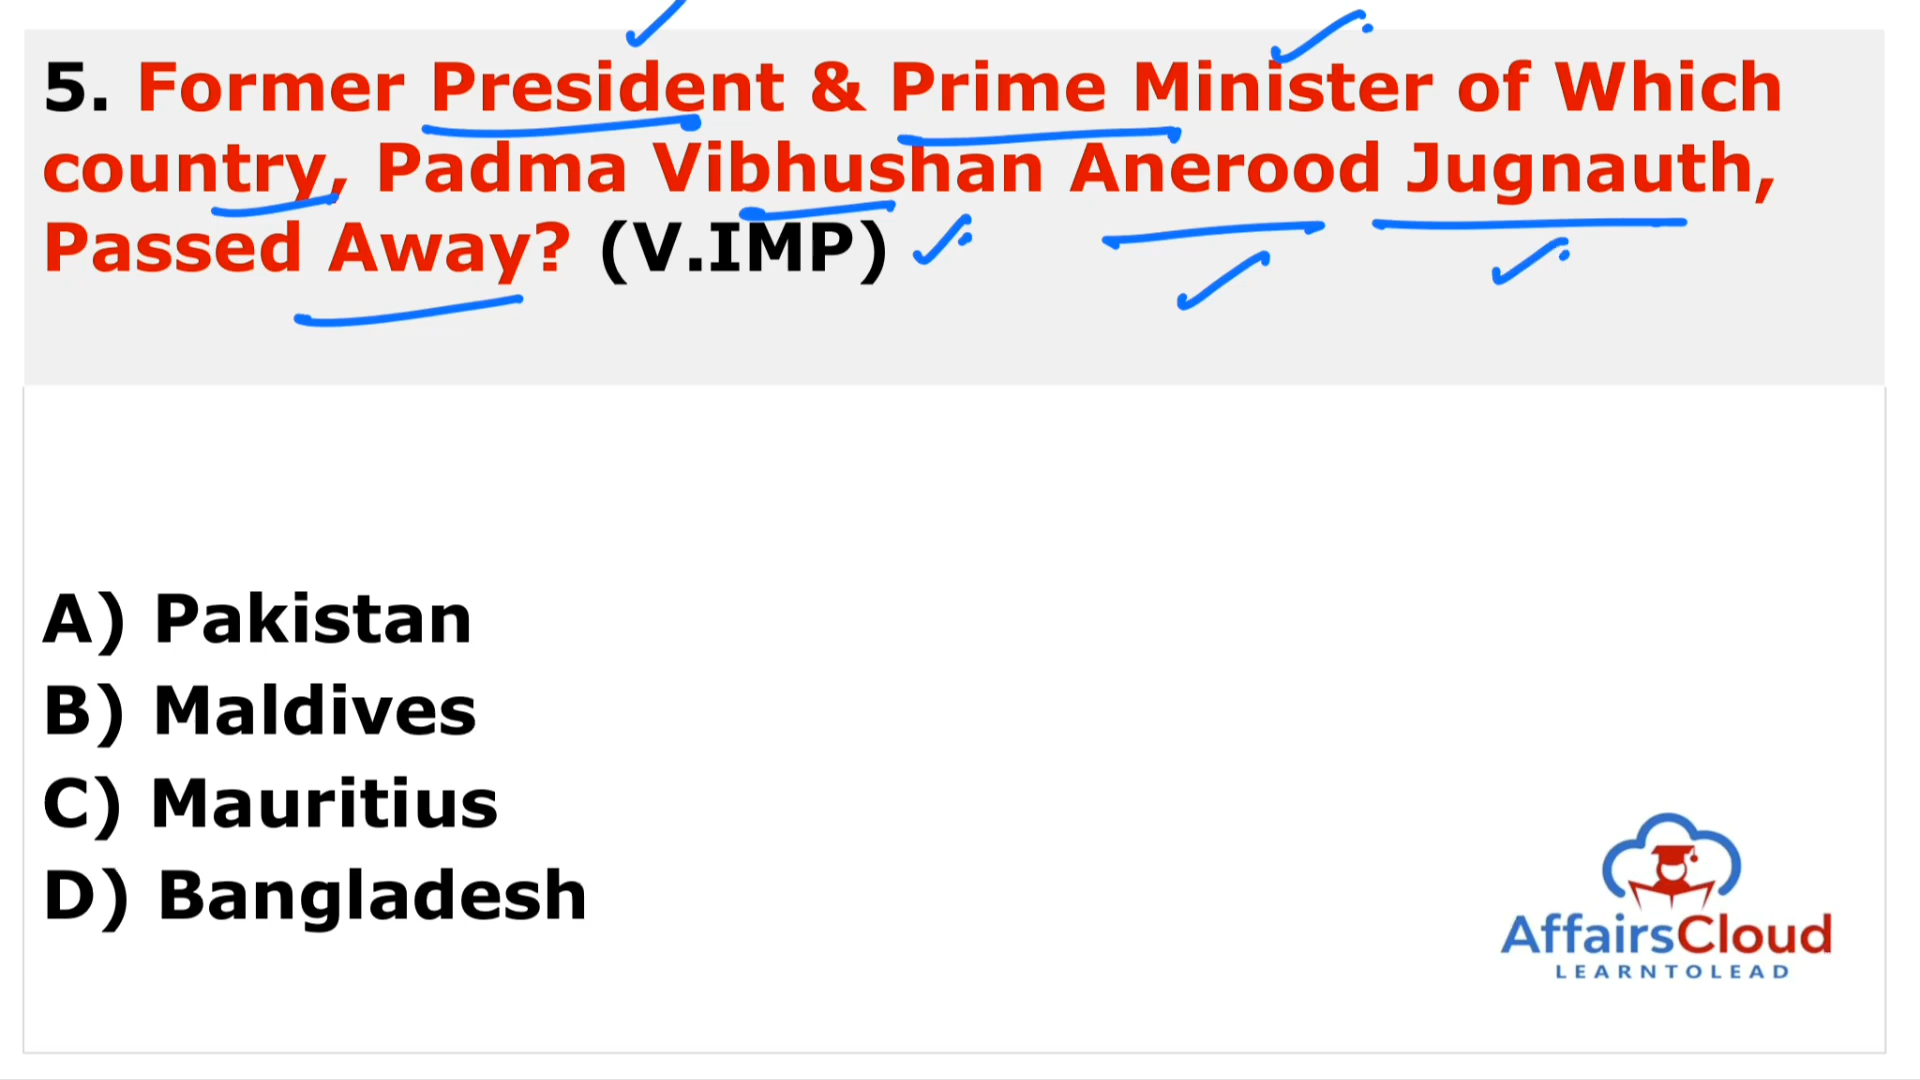 5. Former President & Prime Minister of Which
country, Padma Vibhushan Anerood Jugnauth,
Passed Away? (V.IMP)
A) Pakistan
B) Maldives
C) Mauritius
D) Bangladesh
AffairsCloud
LEARNTOLEAD